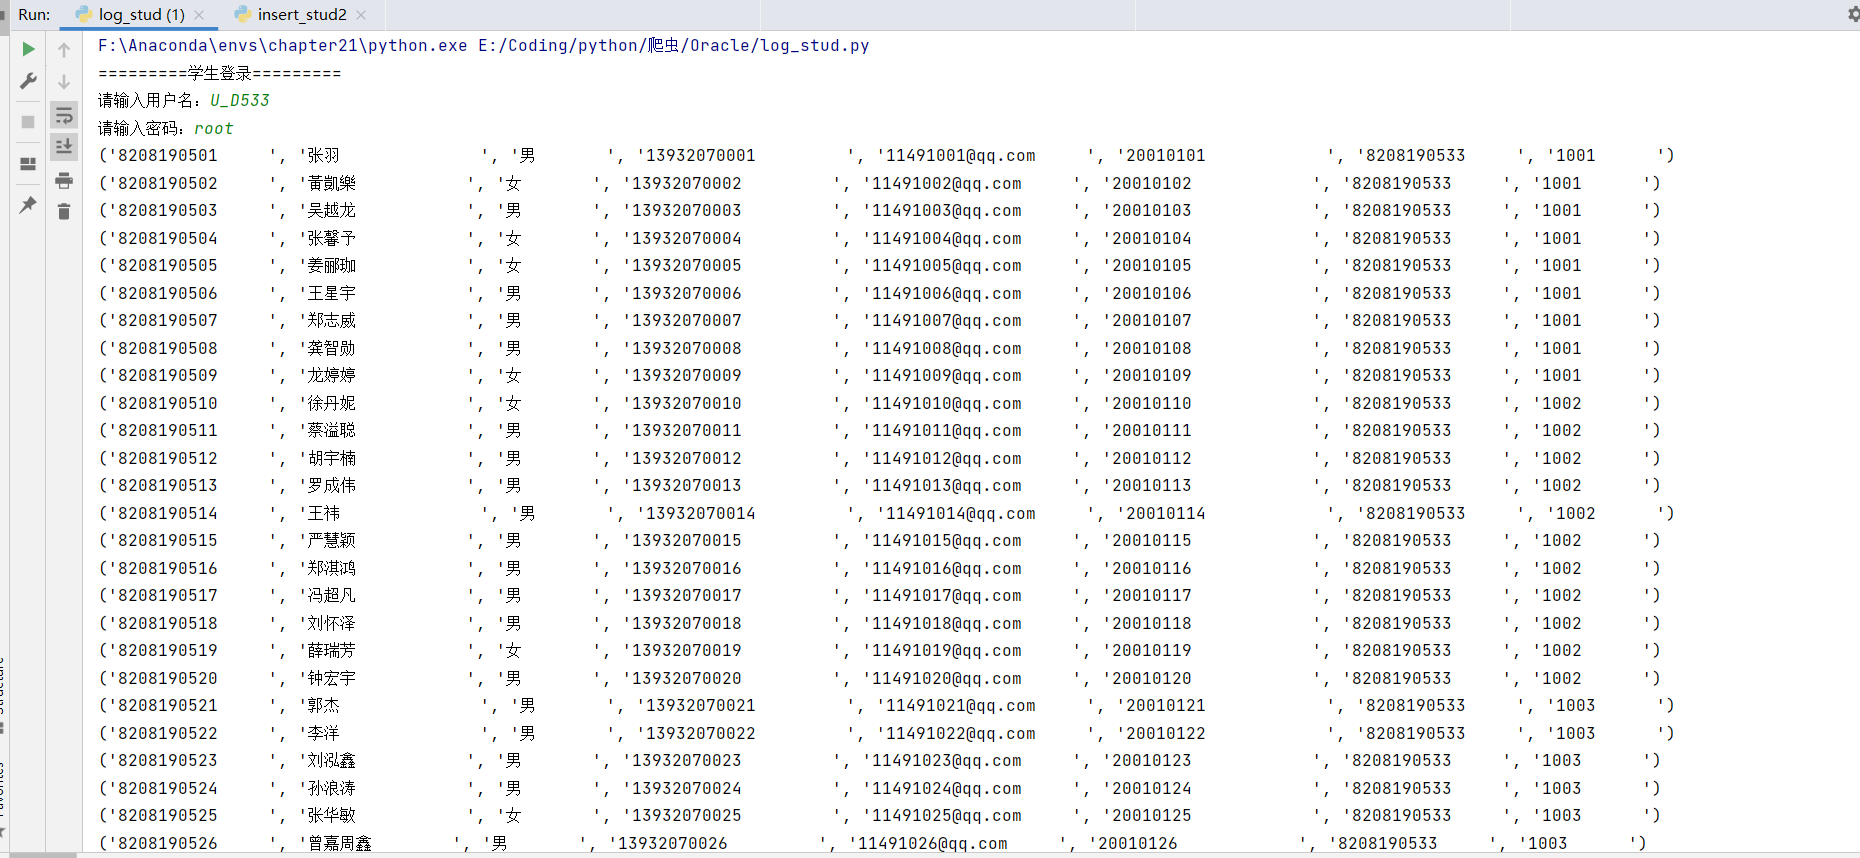 Run: log_stud (1) × insert_stud2 ×
F:\Anaconda\envs\chapter21\python.exe E:/Coding/python/爬虫/Oracle/log_stud.py
=========学生登录=========
请输入用户名：U_D533
请输入密码：root
('8208190501     ', '张羽              ', '男       ', '13932070001         ', '11491001@qq.com     ', '20010101            ', '8208190533     ', '1001      ')
('8208190502     ', '黃凱樂           ', '女       ', '13932070002         ', '11491002@qq.com     ', '20010102            ', '8208190533     ', '1001      ')
('8208190503     ', '吴越龙           ', '男       ', '13932070003         ', '11491003@qq.com     ', '20010103            ', '8208190533     ', '1001      ')
('8208190504     ', '张馨予           ', '女       ', '13932070004         ', '11491004@qq.com     ', '20010104            ', '8208190533     ', '1001      ')
('8208190505     ', '姜郦珈           ', '女       ', '13932070005         ', '11491005@qq.com     ', '20010105            ', '8208190533     ', '1001      ')
('8208190506     ', '王星宇           ', '男       ', '13932070006         ', '11491006@qq.com     ', '20010106            ', '8208190533     ', '1001      ')
('8208190507     ', '郑志威           ', '男       ', '13932070007         ', '11491007@qq.com     ', '20010107            ', '8208190533     ', '1001      ')
('8208190508     ', '龚智勋           ', '男       ', '13932070008         ', '11491008@qq.com     ', '20010108            ', '8208190533     ', '1001      ')
('8208190509     ', '龙婷婷           ', '女       ', '13932070009         ', '11491009@qq.com     ', '20010109            ', '8208190533     ', '1001      ')
('8208190510     ', '徐丹妮           ', '女       ', '13932070010         ', '11491010@qq.com     ', '20010110            ', '8208190533     ', '1002      ')
('8208190511     ', '蔡溢聪           ', '男       ', '13932070011         ', '11491011@qq.com     ', '20010111            ', '8208190533     ', '1002      ')
('8208190512     ', '胡宇楠           ', '男       ', '13932070012         ', '11491012@qq.com     ', '20010112            ', '8208190533     ', '1002      ')
('8208190513     ', '罗成伟           ', '男       ', '13932070013         ', '11491013@qq.com     ', '20010113            ', '8208190533     ', '1002      ')
('8208190514     ', '王祎              ', '男       ', '13932070014         ', '11491014@qq.com     ', '20010114            ', '8208190533     ', '1002      ')
('8208190515     ', '严慧颖           ', '男       ', '13932070015         ', '11491015@qq.com     ', '20010115            ', '8208190533     ', '1002      ')
('8208190516     ', '郑淇鸿           ', '男       ', '13932070016         ', '11491016@qq.com     ', '20010116            ', '8208190533     ', '1002      ')
('8208190517     ', '冯超凡           ', '男       ', '13932070017         ', '11491017@qq.com     ', '20010117            ', '8208190533     ', '1002      ')
('8208190518     ', '刘怀泽           ', '男       ', '13932070018         ', '11491018@qq.com     ', '20010118            ', '8208190533     ', '1002      ')
('8208190519     ', '薛瑞芳           ', '女       ', '13932070019         ', '11491019@qq.com     ', '20010119            ', '8208190533     ', '1002      ')
('8208190520     ', '钟宏宇           ', '男       ', '13932070020         ', '11491020@qq.com     ', '20010120            ', '8208190533     ', '1002      ')
('8208190521     ', '郭杰              ', '男       ', '13932070021         ', '11491021@qq.com     ', '20010121            ', '8208190533     ', '1003      ')
('8208190522     ', '李洋              ', '男       ', '13932070022         ', '11491022@qq.com     ', '20010122            ', '8208190533     ', '1003      ')
('8208190523     ', '刘泓鑫           ', '男       ', '13932070023         ', '11491023@qq.com     ', '20010123            ', '8208190533     ', '1003      ')
('8208190524     ', '孙浪涛           ', '男       ', '13932070024         ', '11491024@qq.com     ', '20010124            ', '8208190533     ', '1003      ')
('8208190525     ', '张华敏           ', '女       ', '13932070025         ', '11491025@qq.com     ', '20010125            ', '8208190533     ', '1003      ')
('8208190526     ', '曾嘉周鑫        ', '男       ', '13932070026         ', '11491026@qq.com     ', '20010126            ', '8208190533     ', '1003      ')